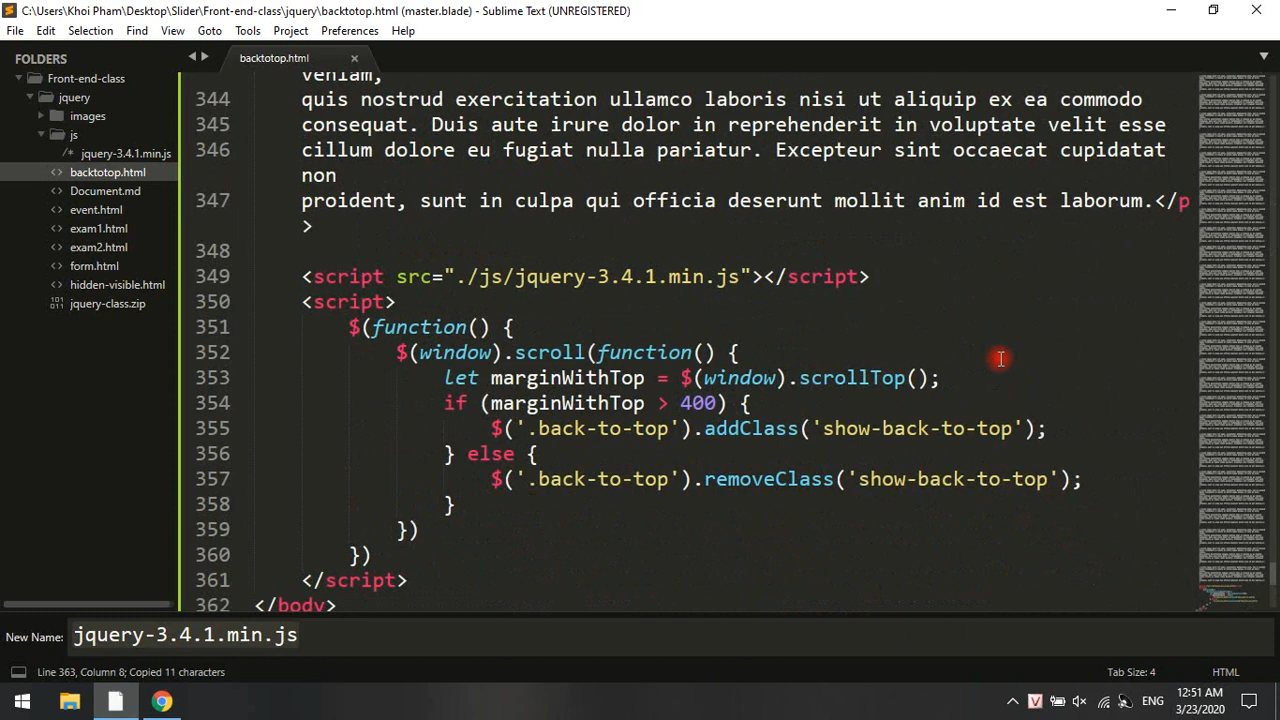 C:\Users\Khoi Pham\Desktop\Slider\Front-end-class\jquery\backtotop.html (master.blade) - Sublime Text (UNREGISTERED)
File Edit Selection Find View Goto Tools Project Preferences Help
FOLDERS
Front-end-class
jquery
images
js
/* jquery-3.4.1.min.js
<> backtotop.html
<> Document.md
<> event.html
<> exam1.html
<> exam2.html
<> form.html
<> hidden-visible.html
jquery-class.zip
backtotop.html
veniam,
344 quis nostrud exercitation ullamco laboris nisi ut aliquip ex ea commodo
345 consequat. Duis aute irure dolor in reprehenderit in voluptate velit esse
346 cillum dolore eu fugiat nulla pariatur. Excepteur sint occaecat cupidatat
non
347 proident, sunt in culpa qui officia deserunt mollit anim id est laborum.</p
>
348
349 <script src="./js/jquery-3.4.1.min.js"></script>
350 <script>
351 $(function() {
352 $(window).scroll(function() {
353 let marginWithTop = $(window).scrollTop();
354 if (marginWithTop > 400) {
355 $('.back-to-top').addClass('show-back-to-top');
356 } else {
357 $('.back-to-top').removeClass('show-back-to-top');
358 }
359 })
360 })
361 </script>
362 </body>
New Name: jquery-3.4.1.min.js
Line 363, Column 8; Copied 11 characters
Tab Size: 4
HTML
V
ENG
12:51 AM
3/23/2020